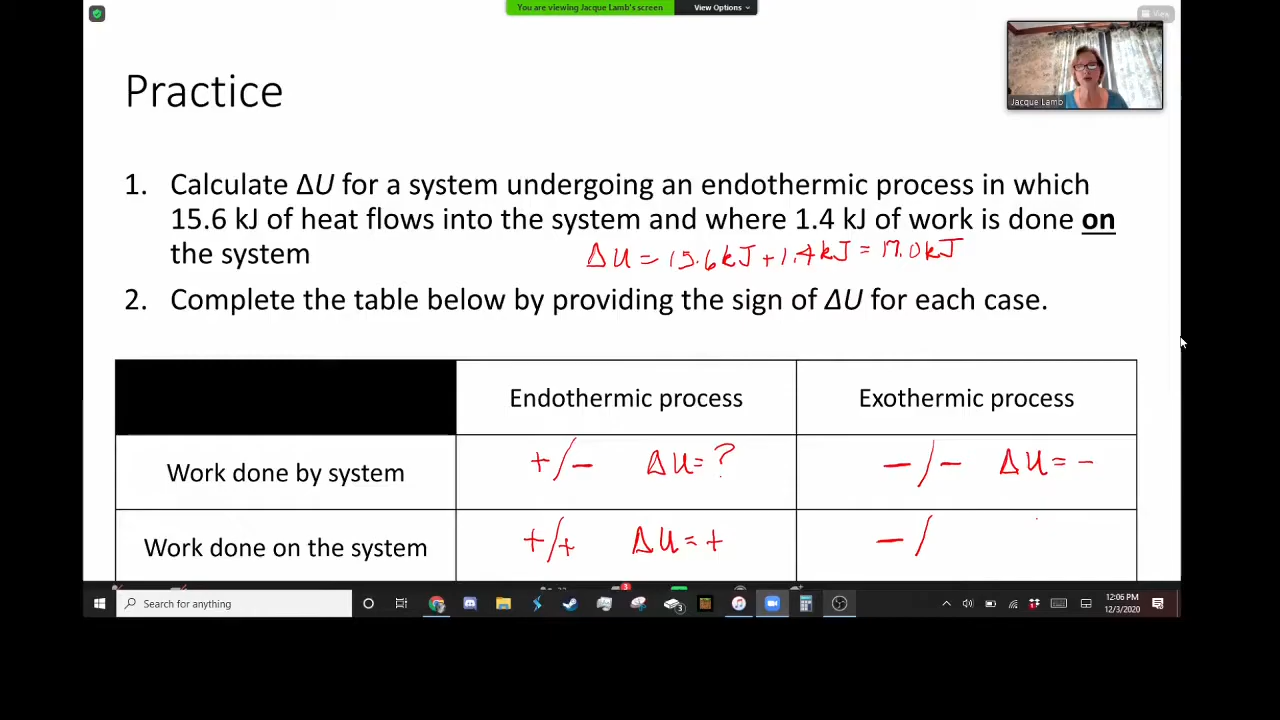 You are viewing Jacque Lamb's screen View Options
View
Practice
Jacque Lamb
1. Calculate ΔU for a system undergoing an endothermic process in which
15.6 kJ of heat flows into the system and where 1.4 kJ of work is done on
the system
ΔU = 15.6 kJ + 1.4 kJ = 17.0 kJ
2. Complete the table below by providing the sign of ΔU for each case.
Endothermic process Exothermic process
Work done by system +/- ΔU = ? -/- ΔU = -
Work done on the system +/+ ΔU = + -/
Search for anything
3
3
12:06 PM
12/3/2020